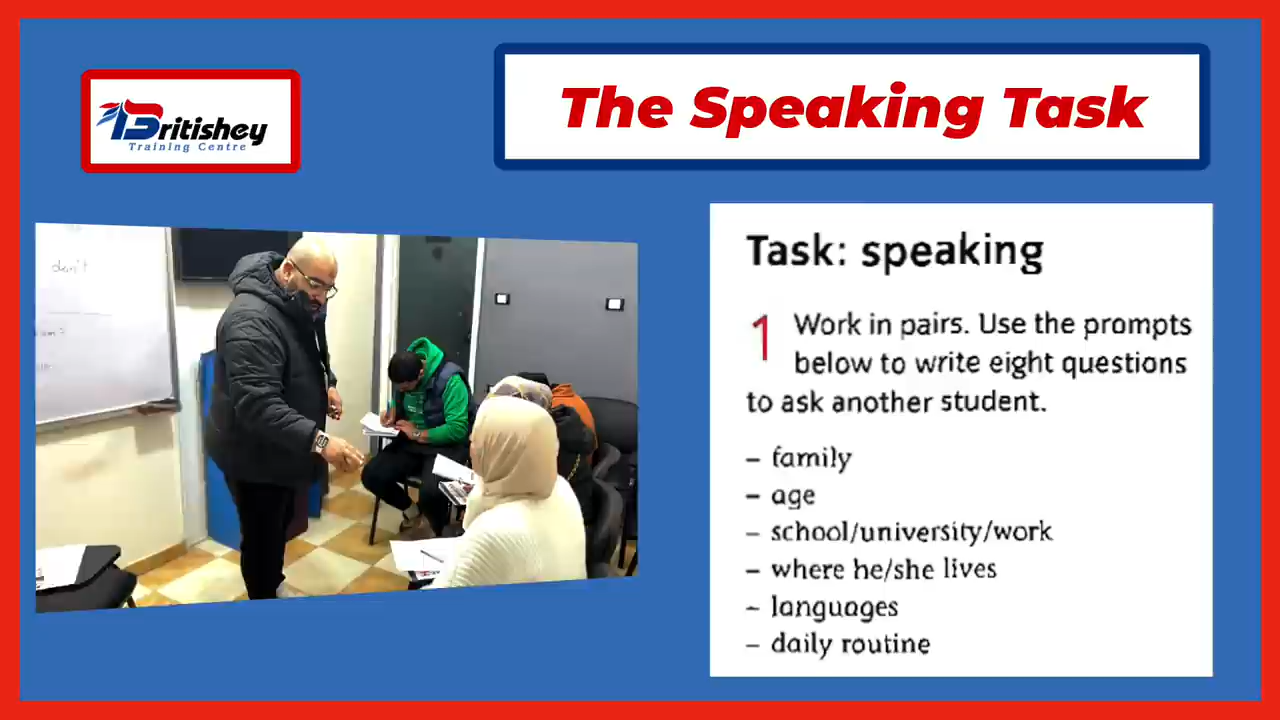 Britishey
Training Centre
The Speaking Task
don't
Task: speaking
1 Work in pairs. Use the prompts
below to write eight questions
to ask another student.
– family
– age
– school/university/work
– where he/she lives
– languages
– daily routine